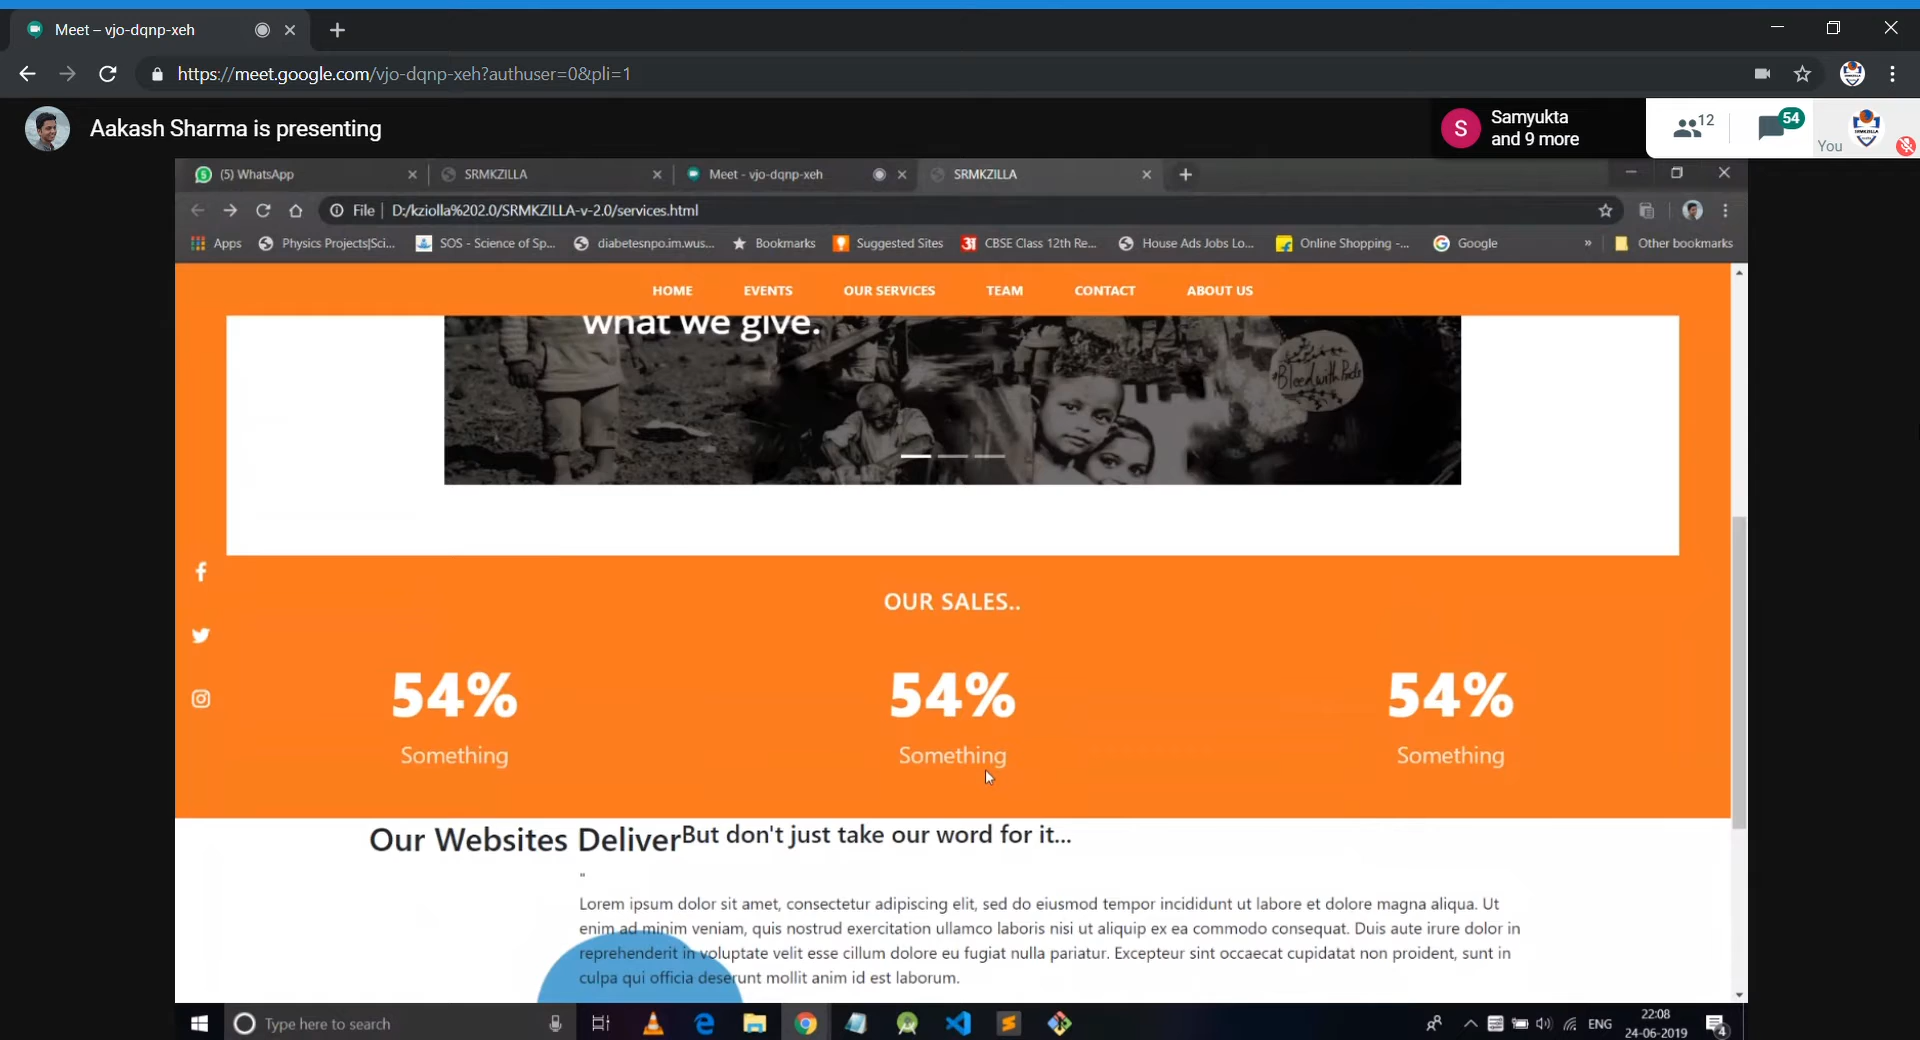 Meet – vjo-dqnp-xeh
https://meet.google.com/vjo-dqnp-xeh?authuser=0&pli=1
Aakash Sharma is presenting
S
Samyukta
and 9 more
12
54
You
(5) WhatsApp
SRMKZILLA
Meet - vjo-dqnp-xeh
SRMKZILLA
File | D:/kziolla%202.0/SRMKZILLA-v-2.0/services.html
Apps
Physics Projects|Sci...
SOS - Science of Sp...
diabetesnpo.im.wus...
Bookmarks
Suggested Sites
31
CBSE Class 12th Re...
House Ads Jobs Lo...
Online Shopping -...
Google
»
Other bookmarks
HOME
EVENTS
OUR SERVICES
TEAM
CONTACT
ABOUT US
what we give.
#BleedwithPride
OUR SALES..
54%
54%
54%
Something
Something
Something
Our Websites Deliver
But don't just take our word for it...
"
Lorem ipsum dolor sit amet, consectetur adipiscing elit, sed do eiusmod tempor incididunt ut labore et dolore magna aliqua. Ut
enim ad minim veniam, quis nostrud exercitation ullamco laboris nisi ut aliquip ex ea commodo consequat. Duis aute irure dolor in
reprehenderit in voluptate velit esse cillum dolore eu fugiat nulla pariatur. Excepteur sint occaecat cupidatat non proident, sunt in
culpa qui officia deserunt mollit anim id est laborum.
Type here to search
ENG
22:08
24-06-2019
4